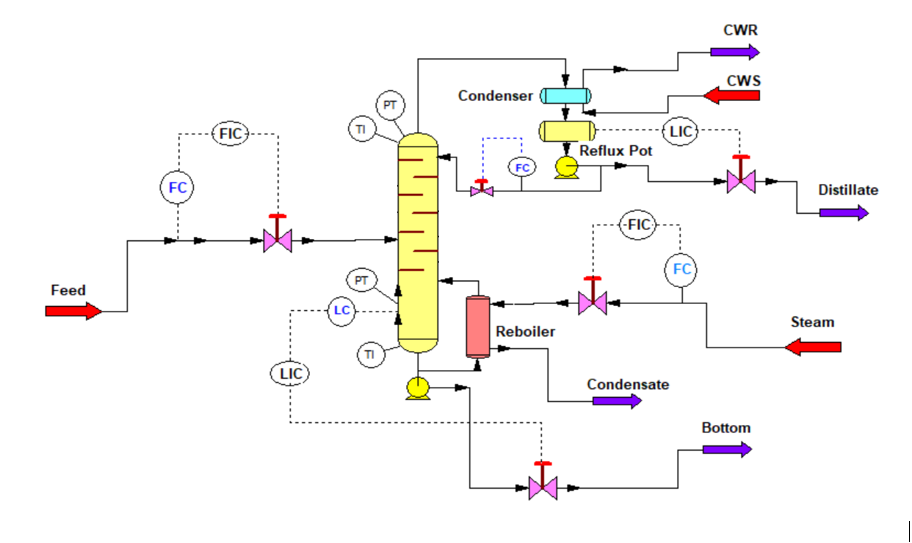 CWR
Condenser
CWS
PT
TI
FIC
LIC
Reflux Pot
FC
FC
Distillate
FIC
PT
FC
Feed
LC
Steam
Reboiler
TI
LIC
Condensate
Bottom